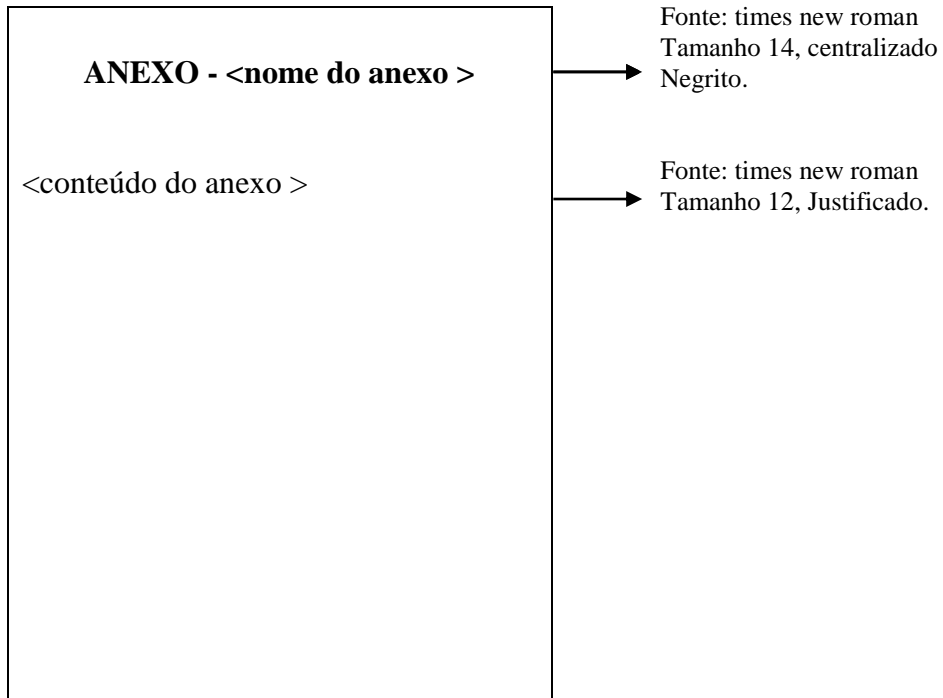 Fonte: times new roman
Tamanho 14, centralizado
Negrito.
ANEXO - <nome do anexo >
<conteúdo do anexo >
Fonte: times new roman
Tamanho 12, Justificado.